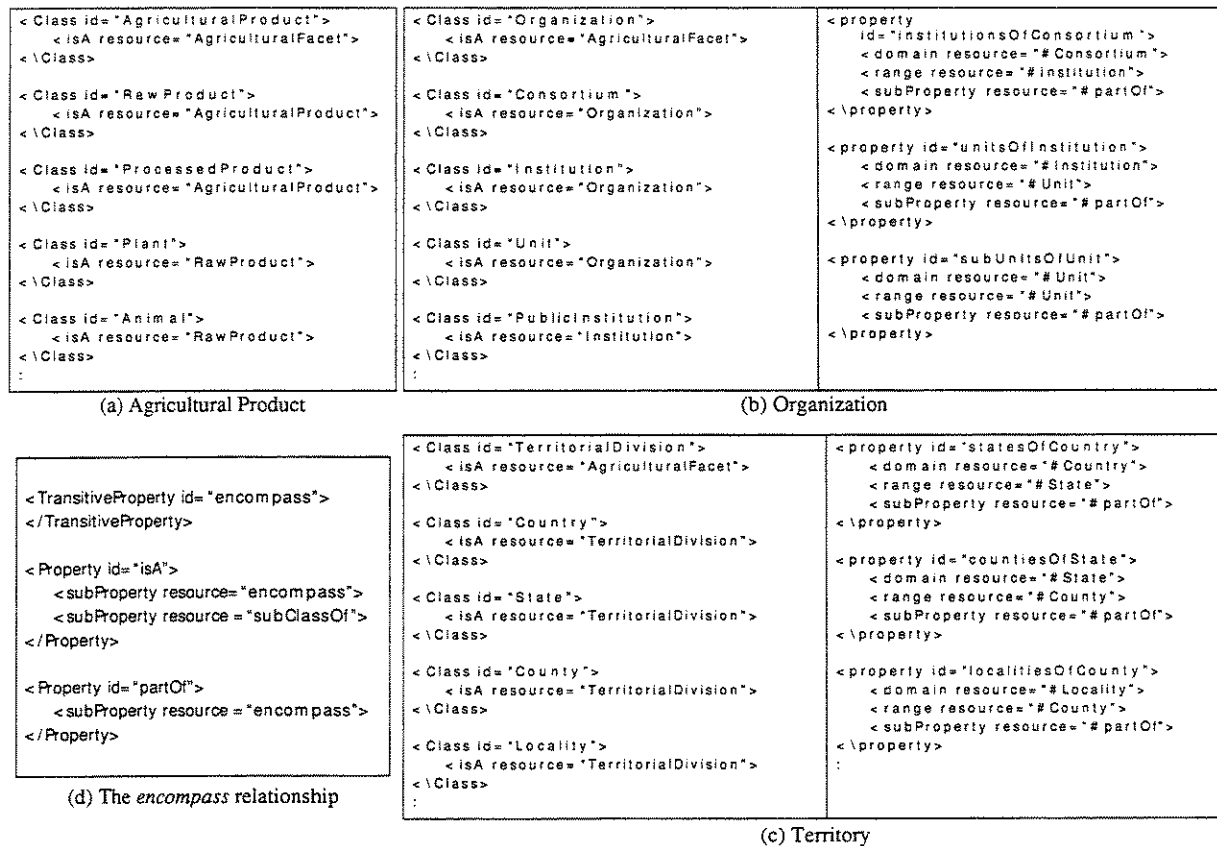 <Class id="AgriculturalProduct">
<isA resource="AgriculturalFacet">
<\Class>
<Class id="RawProduct">
<isA resource="AgriculturalProduct">
<\Class>
<Class id="ProcessedProduct">
<isA resource="AgriculturalProduct">
<\Class>
<Class id="Plant">
<isA resource="RawProduct">
<\Class>
<Class id="Animal">
<isA resource="RawProduct">
<\Class>
:
(a) Agricultural Product
<Class id="Organization">
<isA resource="AgriculturalFacet">
<\Class>
<Class id="Consortium">
<isA resource="Organization">
<\Class>
<Class id="Institution">
<isA resource="Organization">
<\Class>
<Class id="Unit">
<isA resource="Organization">
<\Class>
<Class id="PublicInstitution">
<isA resource="Institution">
<\Class>
:
<property
id="institutionsOfConsortium">
<domain resource="#Consortium">
<range resource="#institution">
<subProperty resource="#partOf">
<\property>
<property id="unitsOfInstitution">
<domain resource="#Institution">
<range resource="#Unit">
<subProperty resource="#partOf">
<\property>
<property id="subUnitsOfUnit">
<domain resource="#Unit">
<range resource="#Unit">
<subProperty resource="#partOf">
<\property>
(b) Organization
<TransitiveProperty id="encompass">
</TransitiveProperty>
<Property id="isA">
<subProperty resource="encompass">
<subProperty resource ="subClassOf">
</Property>
<Property id="partOf">
<subProperty resource ="encompass">
</Property>
(d) The encompass relationship
<Class id="TerritorialDivision">
<isA resource="AgriculturalFacet">
<\Class>
<Class id="Country">
<isA resource="TerritorialDivision">
<\Class>
<Class id="State">
<isA resource="TerritorialDivision">
<\Class>
<Class id="County">
<isA resource="TerritorialDivision">
<\Class>
<Class id="Locality">
<isA resource="TerritorialDivision">
<\Class>
:
<property id="statesOfCountry">
<domain resource="#Country">
<range resource="#State">
<subProperty resource="#partOf">
<\property>
<property id="countiesOfState">
<domain resource="#State">
<range resource="#County">
<subProperty resource="#partOf">
<\property>
<property id="localitiesOfCounty">
<domain resource="#Locality">
<range resource="#County">
<subProperty resource="#partOf">
<\property>
:
(c) Territory